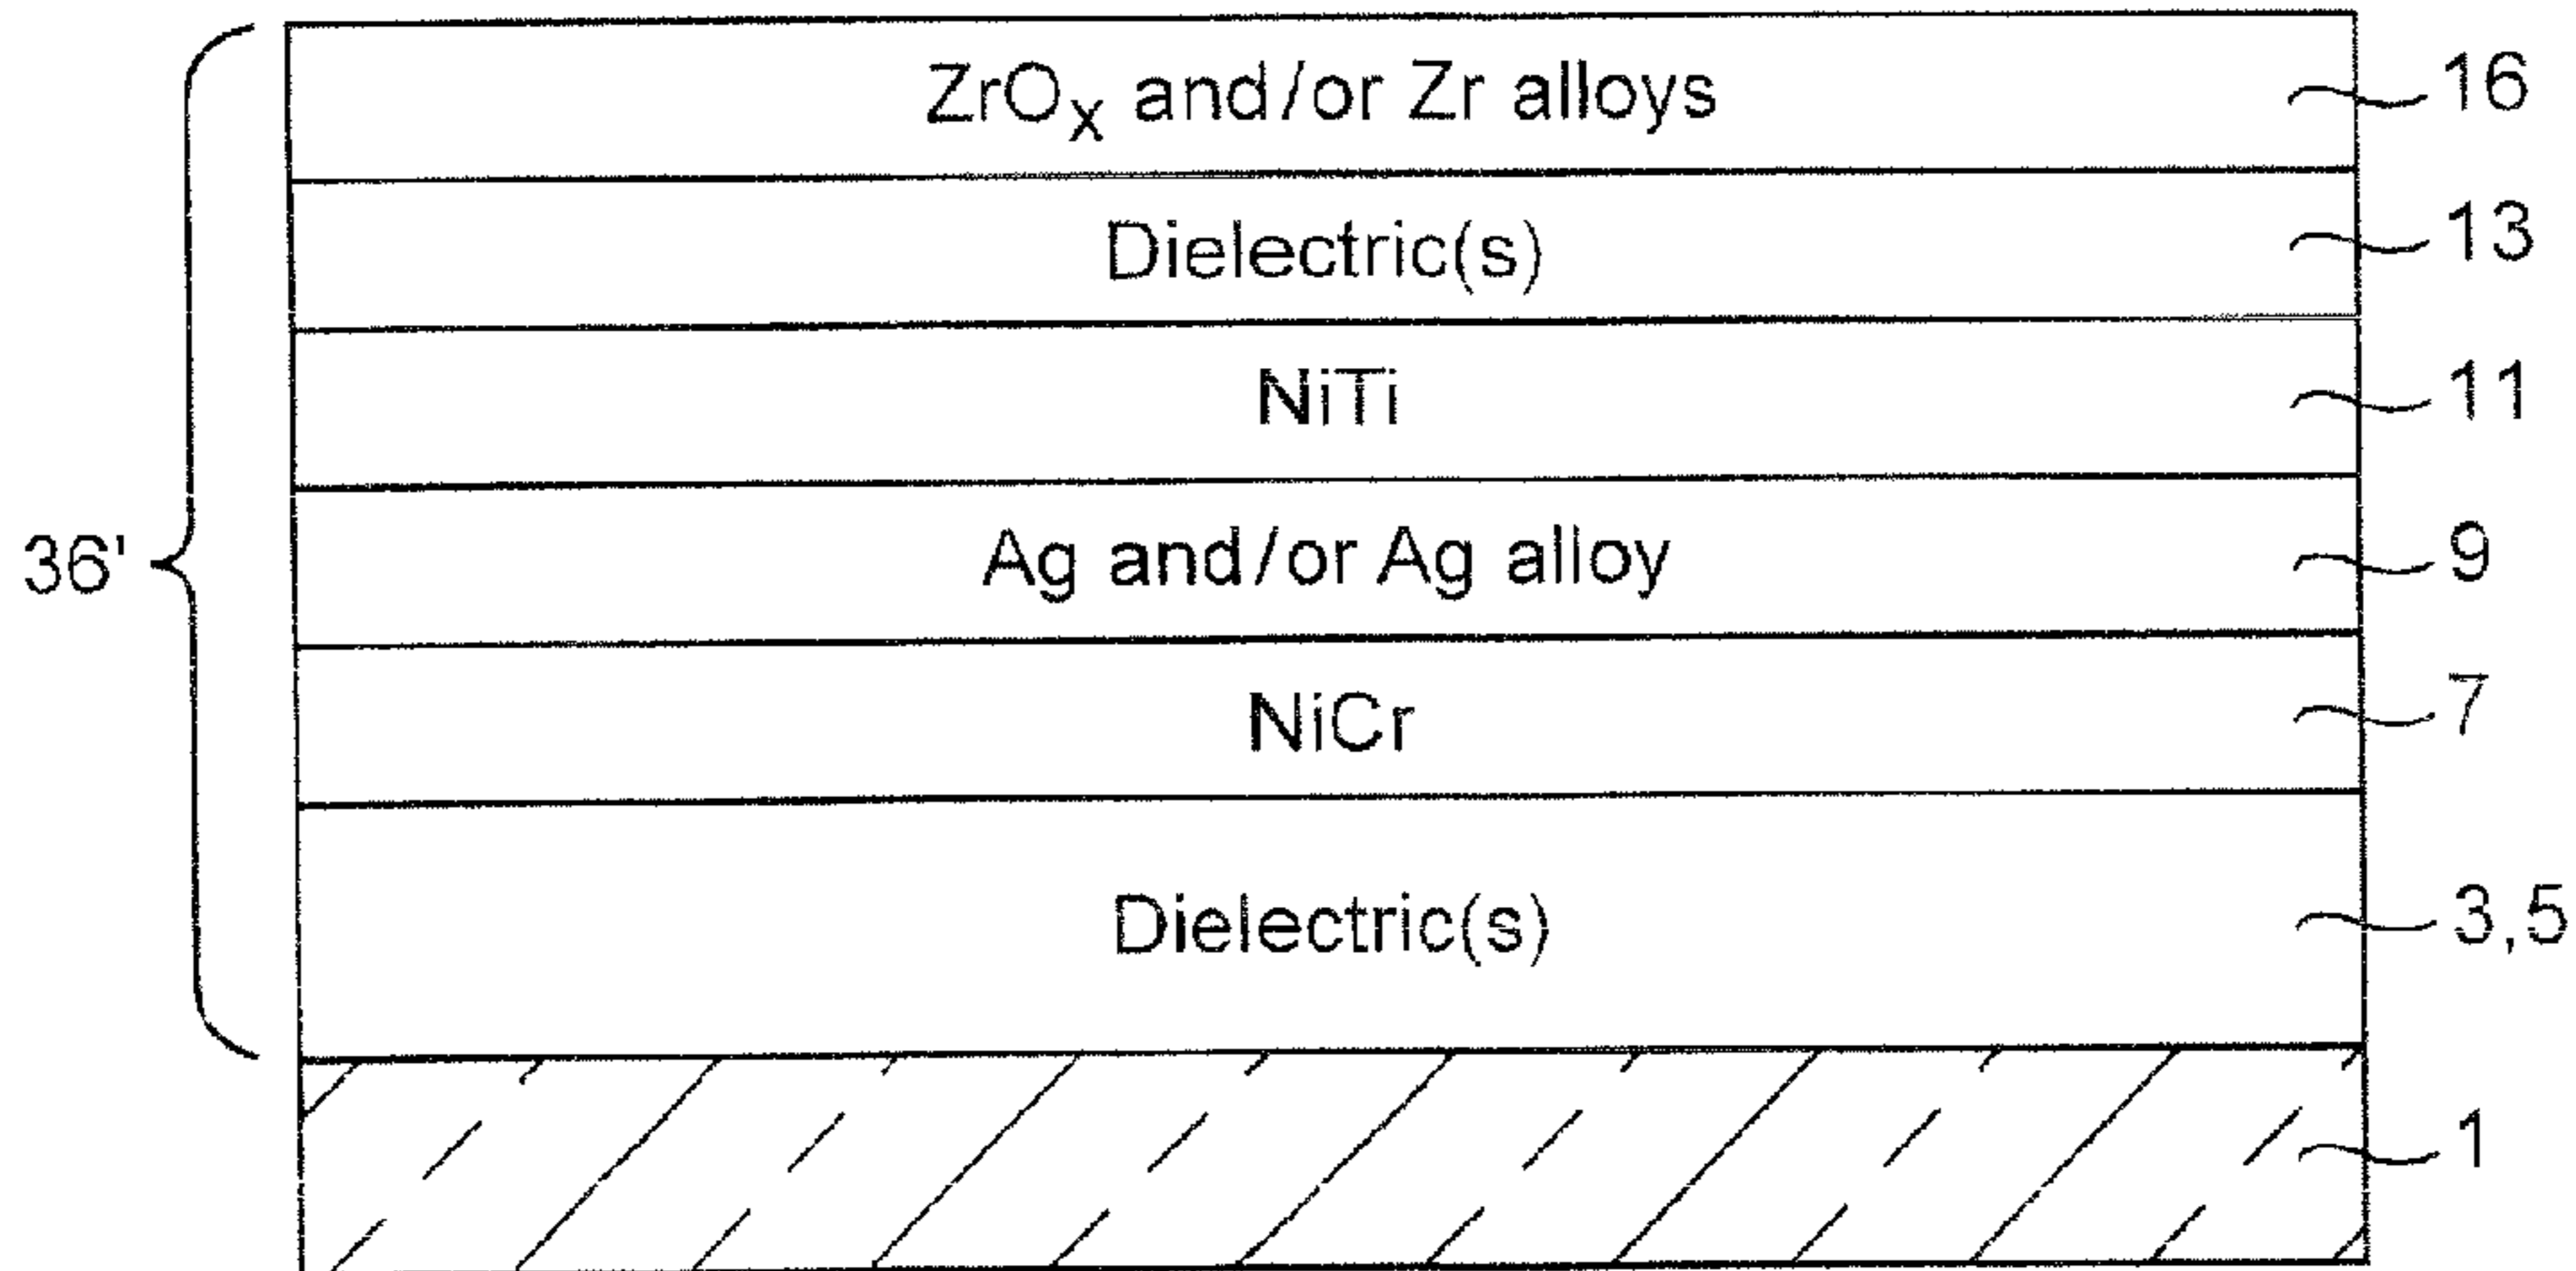 ZrOₓ and/or Zr alloys 16
Dielectric(s) 13
NiTi 11
36' Ag and/or Ag alloy 9
NiCr 7
Dielectric(s) 3,5
1